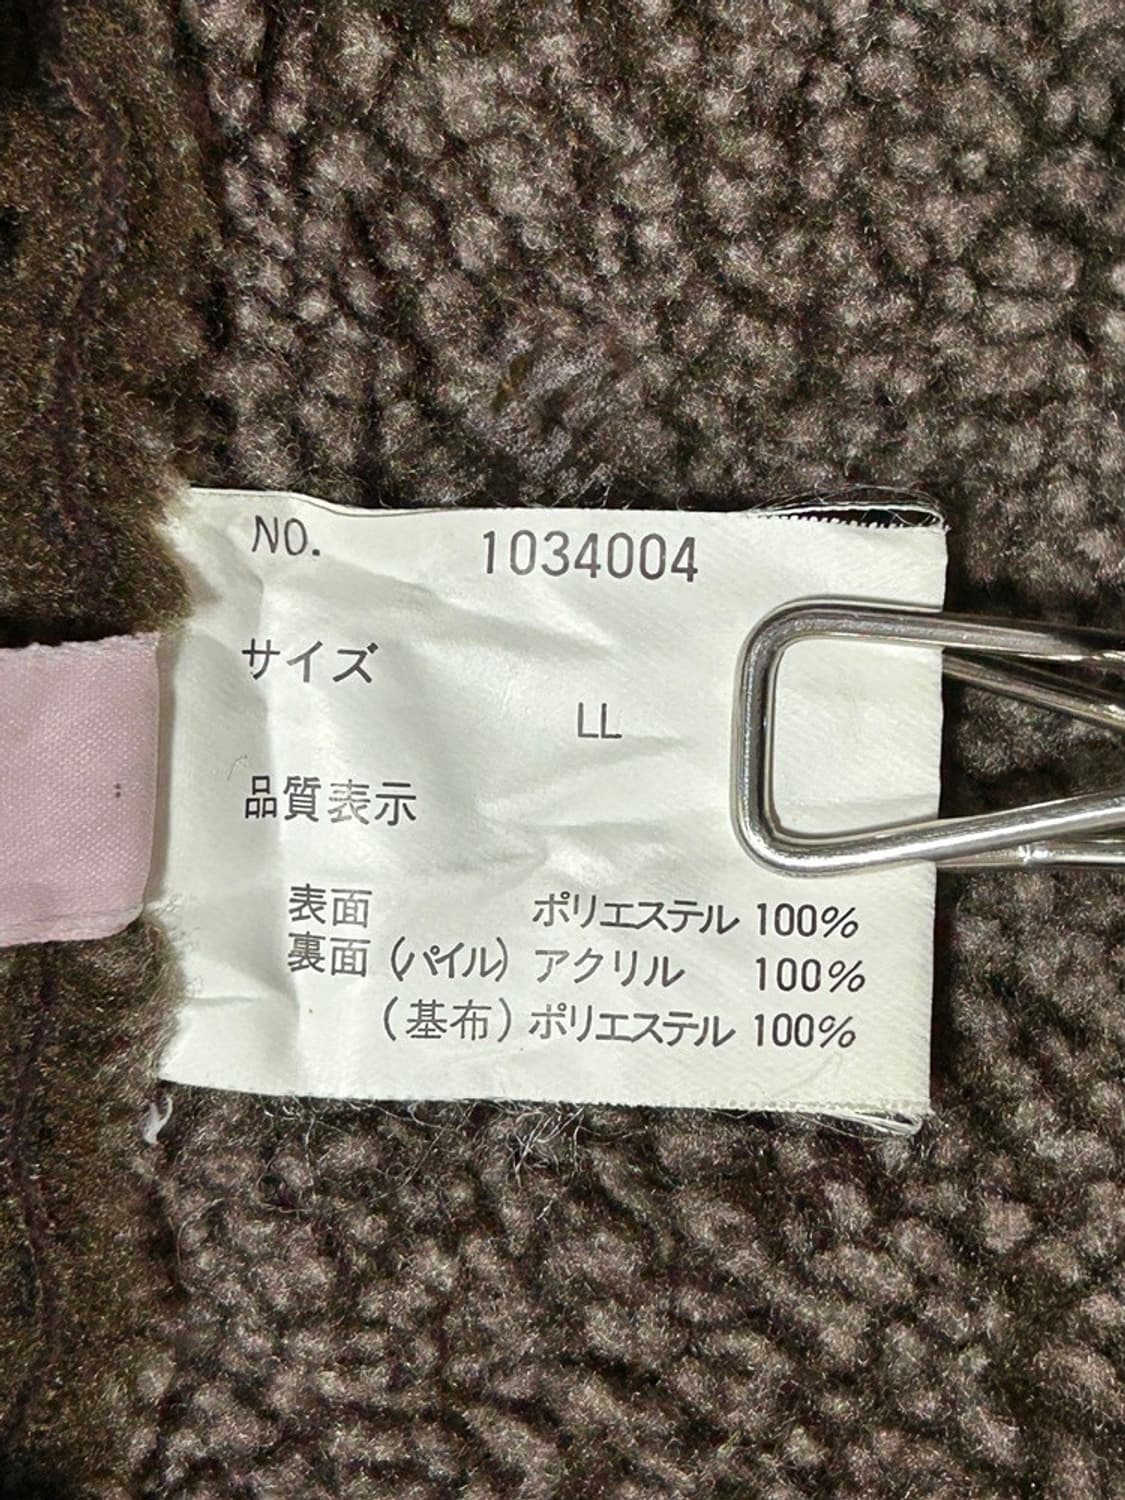 NO. 1034004
サイズ
LL
品質表示
表面 ポリエステル 100%
裏面 (パイル) アクリル 100%
(基布) ポリエステル 100%